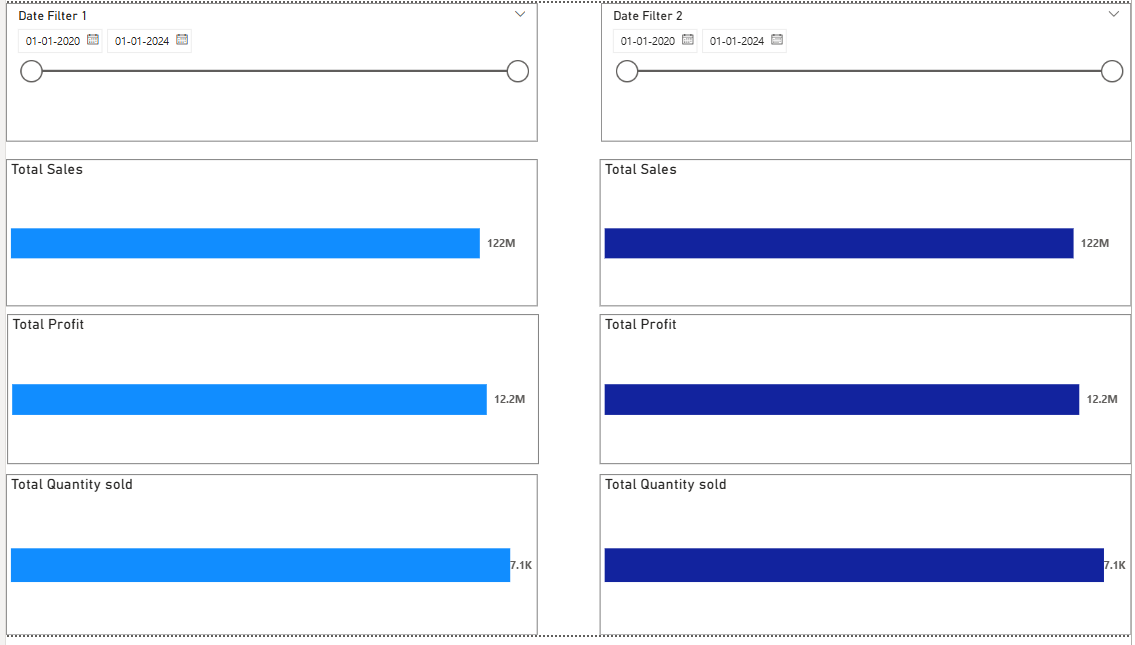 Date Filter 1
01-01-2020 01-01-2024
Date Filter 2
01-01-2020 01-01-2024
Total Sales
122M
Total Sales
122M
Total Profit
12.2M
Total Profit
12.2M
Total Quantity sold
7.1K
Total Quantity sold
7.1K